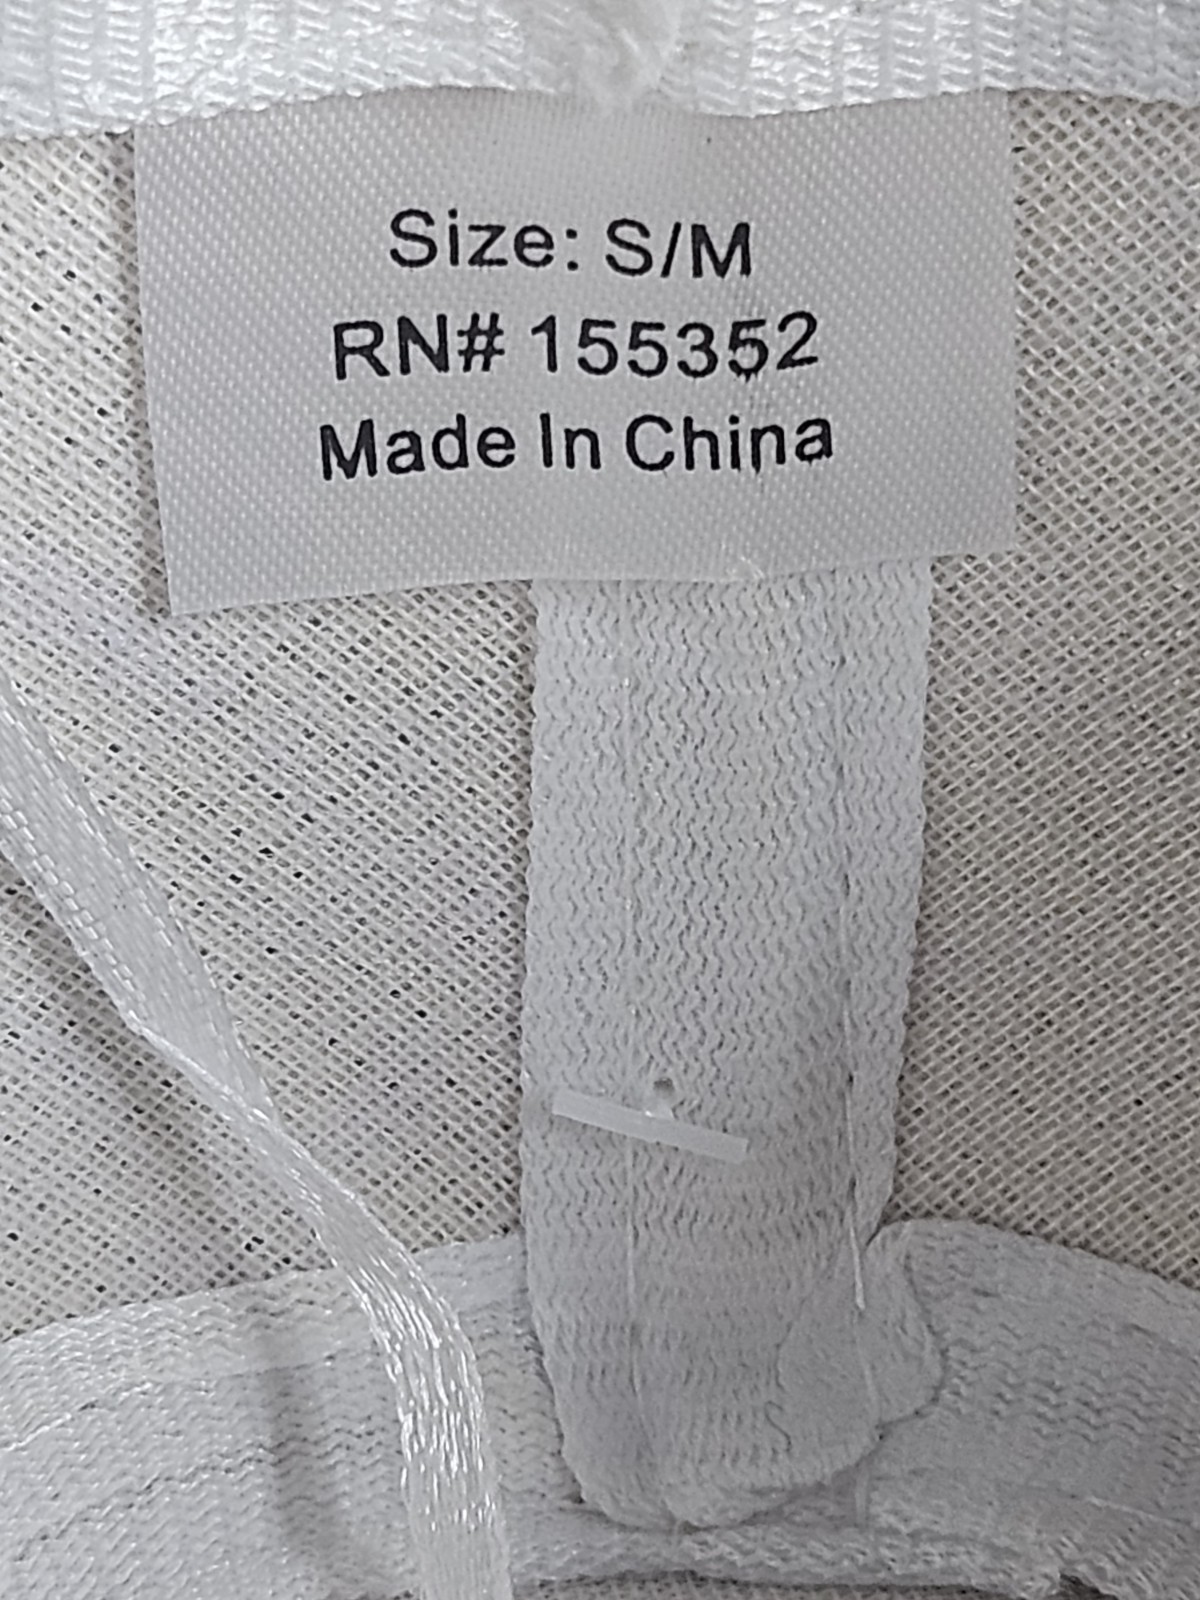 Size: S/M
RN# 155352
Made In China